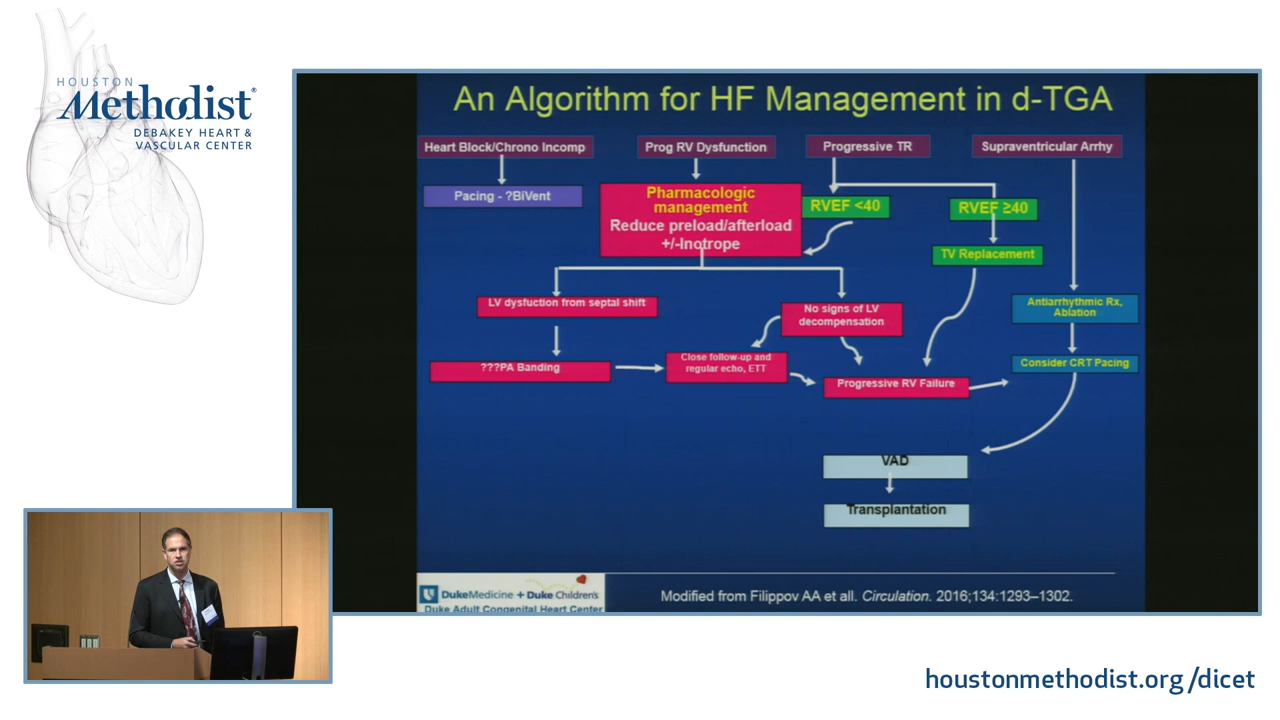 HOUSTON
Methodist®
DEBAKEY HEART &
VASCULAR CENTER
An Algorithm for HF Management in d-TGA
Heart Block/Chrono Incomp
Prog RV Dysfunction
Progressive TR
Supraventricular Arrhy
Pacing - ?BiVent
Pharmacologic
management
Reduce preload/afterload
+/-Inotrope
RVEF <40
RVEF ≥40
TV Replacement
LV dysfuction from septal shift
No signs of LV
decompensation
Antiarrhythmic Rx,
Ablation
???PA Banding
Close follow-up and
regular echo, ETT
Progressive RV Failure
Consider CRT Pacing
VAD
Transplantation
DukeMedicine + Duke Children's
Duke Adult Congenital Heart Center
Modified from Filippov AA et all. Circulation. 2016;134:1293–1302.
houstonmethodist.org/dicet